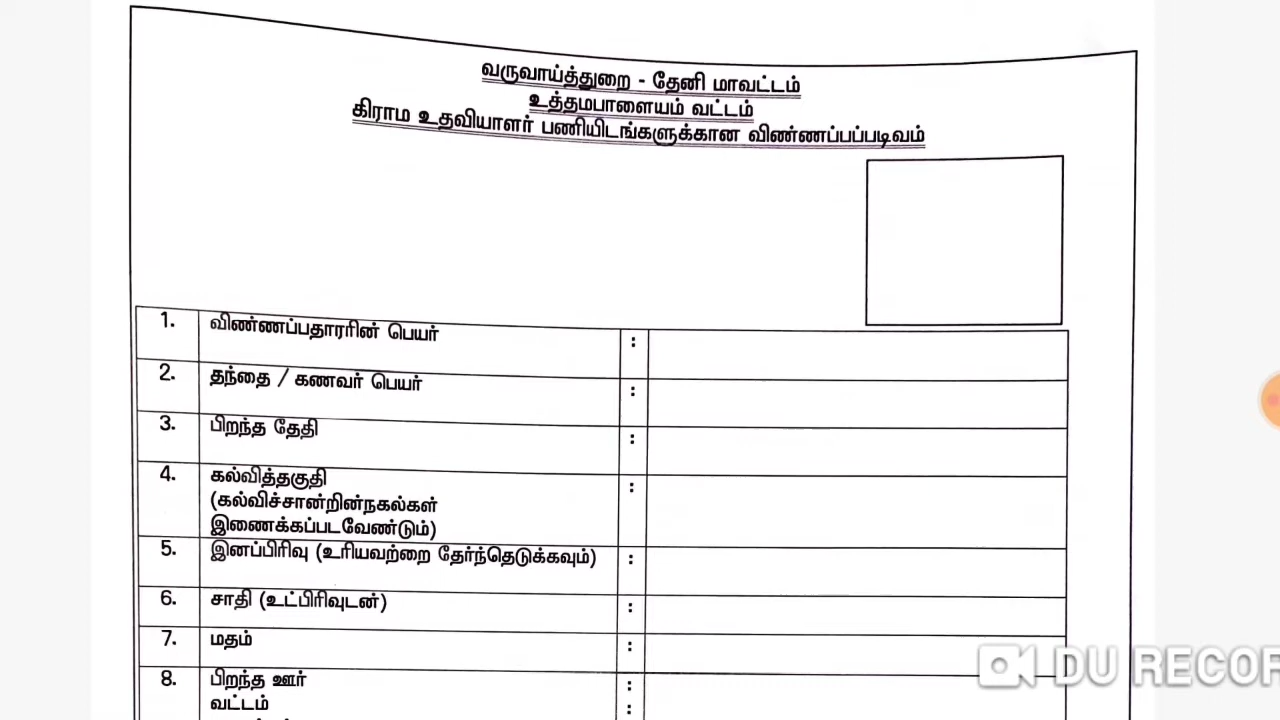 வருவாய்த்துறை - தேனி மாவட்டம்
உத்தமபாளையம் வட்டம்
கிராம உதவியாளர் பணியிடங்களுக்கான விண்ணப்பப்படிவம்
1. விண்ணப்பதாரரின் பெயர் :
2. தந்தை / கணவர் பெயர் :
3. பிறந்த தேதி :
4. கல்வித்தகுதி :
(கல்விச்சான்றின்நகல்கள்
இணைக்கப்படவேண்டும்)
5. இனப்பிரிவு (உரியவற்றை தேர்ந்தெடுக்கவும்) :
6. சாதி (உட்பிரிவுடன்) :
7. மதம் :
8. பிறந்த ஊர் :
வட்டம் :
DU RECOR